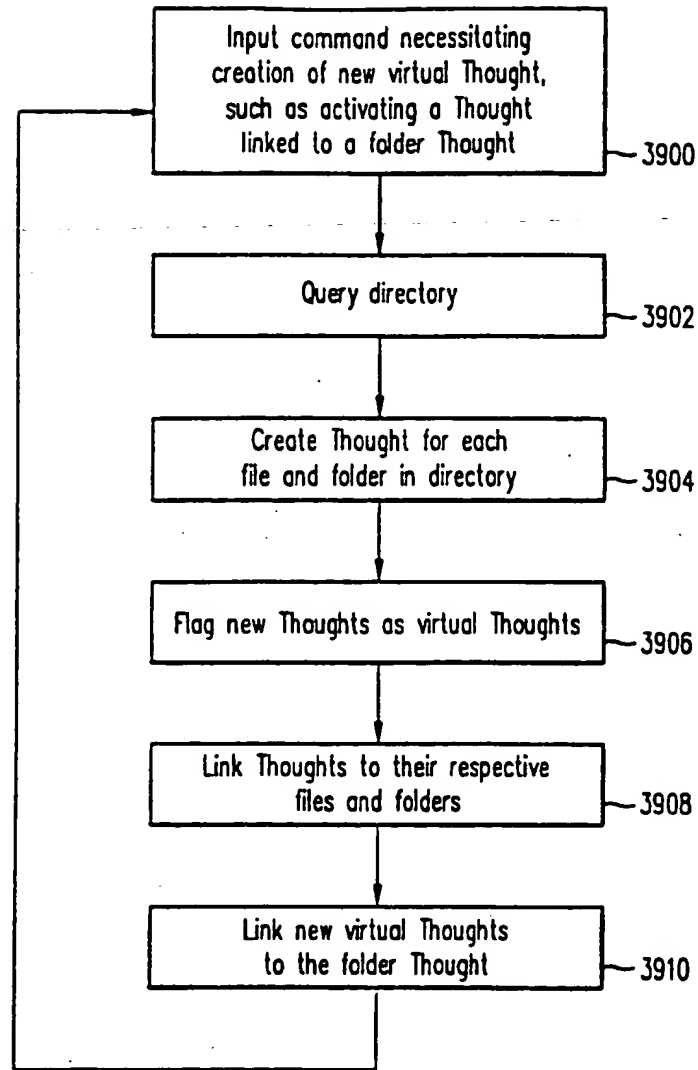 Input command necessitating
creation of new virtual Thought,
such as activating a Thought
linked to a folder Thought
3900
Query directory
3902
Create Thought for each
file and folder in directory
3904
Flag new Thoughts as virtual Thoughts
3906
Link Thoughts to their respective
files and folders
3908
Link new virtual Thoughts
to the folder Thought
3910